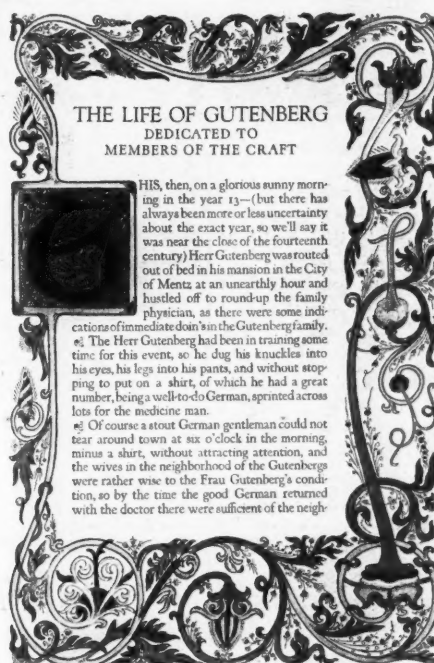 THE LIFE OF GUTENBERG
DEDICATED TO
MEMBERS OF THE CRAFT
HIS, then, on a glorious sunny morn-
ing in the year 13—(but there has
always been more or less uncertainty
about the exact year, so we'll say it
was near the close of the fourteenth
century) Herr Gutenberg was routed
out of bed in his mansion in the City
of Mentz at an unearthly hour and
hustled off to round-up the family
physician, as there were some indi-
cations of immediate doin's in the Gutenberg family.
The Herr Gutenberg had been in training some
time for this event, so he dug his knuckles into
his eyes, his legs into his pants, and without stop-
ping to put on a shirt, of which he had a great
number, being a well-to-do German, sprinted across
lots for the medicine man.
Of course a stout German gentleman could not
tear around town at six o'clock in the morning,
minus a shirt, without attracting attention, and
the wives in the neighborhood of the Gutenbergs
were rather wise to the Frau Gutenberg's condi-
tion, so by the time the good German returned
with the doctor there were sufficient of the neigh-